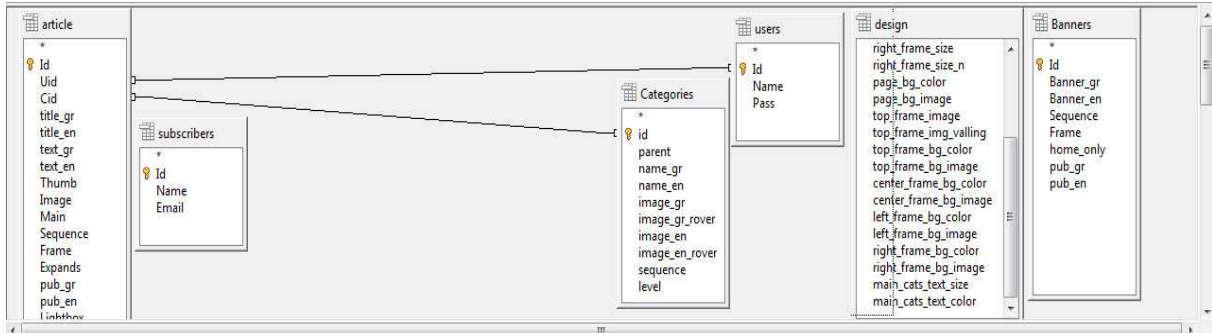 article
*
Id
Uid
Cid
title_gr
title_en
text_gr
text_en
Thumb
Image
Main
Sequence
Frame
Expands
pub_gr
pub_en
Lightbox
subscribers
*
Id
Name
Email
Categories
*
id
parent
name_gr
name_en
image_gr
image_gr_rover
image_en
image_en_rover
sequence
level
users
*
Id
Name
Pass
design
right_frame_size
right_frame_size_n
page_bg_color
page_bg_image
top_frame_image
top_frame_img_valling
top_frame_bg_color
top_frame_bg_image
center_frame_bg_color
center_frame_bg_image
left_frame_bg_color
left_frame_bg_image
right_frame_bg_color
right_frame_bg_image
main_cats_text_size
main_cats_text_color
Banners
*
Id
Banner_gr
Banner_en
Sequence
Frame
home_only
pub_gr
pub_en